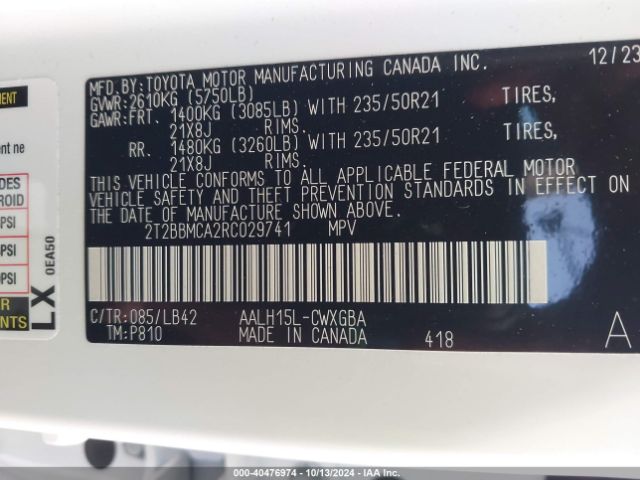 MFD.BY:TOYOTA MOTOR MANUFACTURING CANADA INC. 12/23
GVWR:2610KG (5750LB)
GAWR:FRT. 1400KG (3085LB) WITH 235/50R21 TIRES,
21X8J RIMS.
RR. 1480KG (3260LB) WITH 235/50R21 TIRES,
21X8J RIMS.
THIS VEHICLE CONFORMS TO ALL APPLICABLE FEDERAL MOTOR
VEHICLE SAFETY AND THEFT PREVENTION STANDARDS IN EFFECT ON
THE DATE OF MANUFACTURE SHOWN ABOVE.
2T2BBMCA2RC029741 MPV
C/TR:085/LB42 AALH15L-CWXGBA
TM:P810 MADE IN CANADA 418 A
LX
0EA50
ne
PSI
PSI
PSI
000-40476974 | 10/13/2024 | IAAI.COM